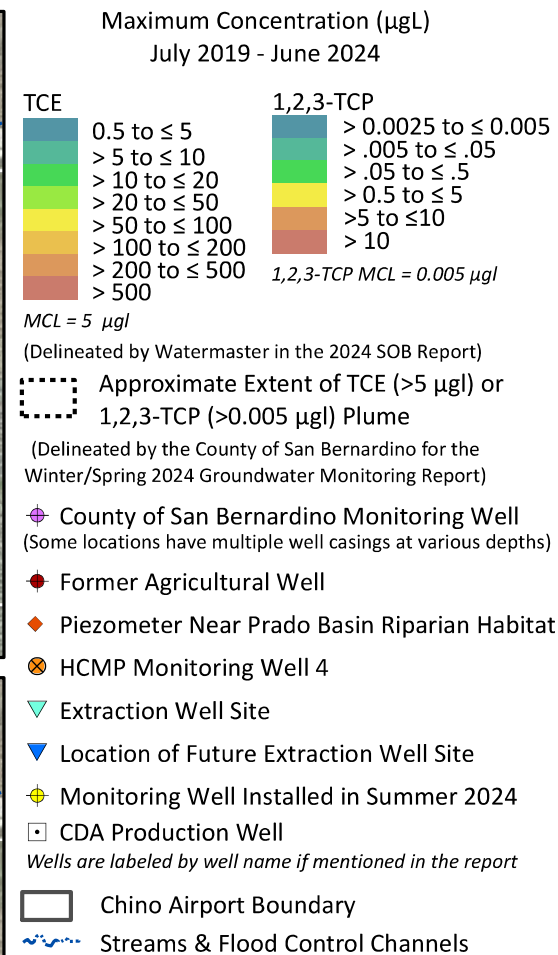 Maximum Concentration (µgL)
July 2019 - June 2024
TCE
0.5 to ≤ 5
> 5 to ≤ 10
> 10 to ≤ 20
> 20 to ≤ 50
> 50 to ≤ 100
> 100 to ≤ 200
> 200 to ≤ 500
> 500
MCL = 5 µgl
1,2,3-TCP
> 0.0025 to ≤ 0.005
> .005 to ≤ .05
> .05 to ≤ .5
> 0.5 to ≤ 5
>5 to ≤10
> 10
1,2,3-TCP MCL = 0.005 µgl
(Delineated by Watermaster in the 2024 SOB Report)
Approximate Extent of TCE (>5 µgl) or
1,2,3-TCP (>0.005 µgl) Plume
(Delineated by the County of San Bernardino for the
Winter/Spring 2024 Groundwater Monitoring Report)
County of San Bernardino Monitoring Well
(Some locations have multiple well casings at various depths)
Former Agricultural Well
Piezometer Near Prado Basin Riparian Habitat
HCMP Monitoring Well 4
Extraction Well Site
Location of Future Extraction Well Site
Monitoring Well Installed in Summer 2024
CDA Production Well
Wells are labeled by well name if mentioned in the report
Chino Airport Boundary
Streams & Flood Control Channels